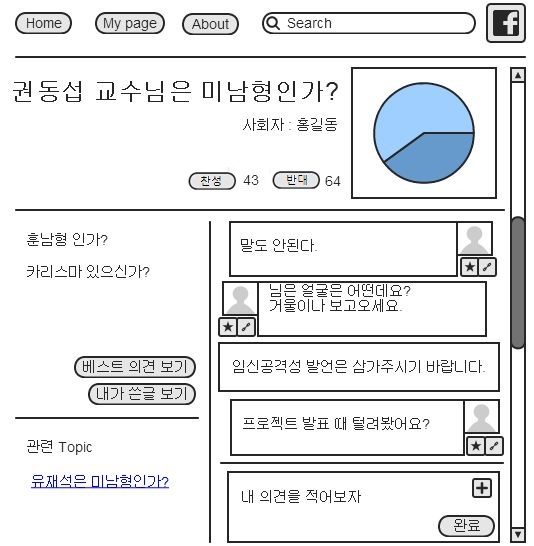 Home
My page
About
Search
권동섭 교수님은 미남형인가?
사회자 : 홍길동
찬성 43 반대 64
훈남형 인가?
카리스마 있으신가?
베스트 의견 보기
내가 쓴글 보기
관련 Topic
유재석은 미남형인가?
말도 안된다.
님은 얼굴은 어떤데요?
거울이나 보고오세요.
임신공격성 발언은 삼가주시기 바랍니다.
프로젝트 발표 때 털려봤어요?
내 의견을 적어보자
완료